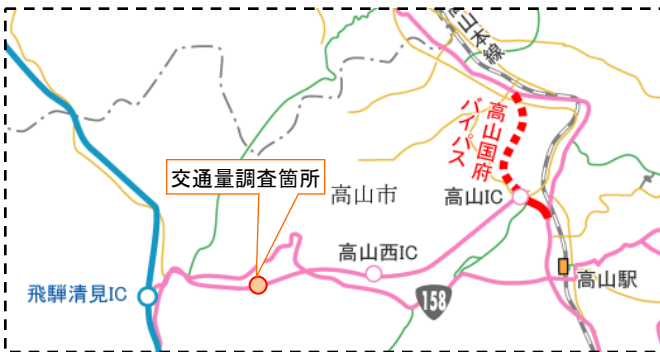 高山本線
高山国府
バイパス
交通量調査箇所
高山市
高山IC
高山西IC
飛騨清見IC
158
高山駅